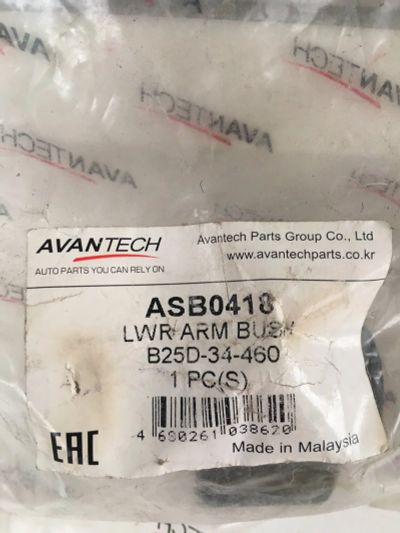 AVANTECH
AVANTECH
AVANTECH
AVANTECH
AVANTECH
AUTO PARTS YOU CAN RELY ON
Avantech Parts Group Co., Ltd
www.avantechparts.co.kr
ASB0418
LWR ARM BUSH
B25D-34-460
1 PC(S)
4 680261 038620
EAC
Made in Malaysia